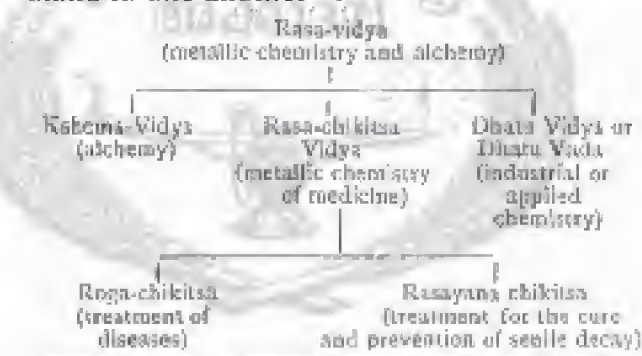 Rasa-vidya
(metallic chemistry and alchemy)
Kshema-Vidya
(alchemy)
Rasa-chikitsa
Vidya
(metallic chemistry
of medicine)
Dhatu Vidya or
Dhatu Vada
(industrial or
applied
chemistry)
Roga-chikitsa
(treatment of
diseases)
Rasayana chikitsa
(treatment for the cure
and prevention of senile decay)